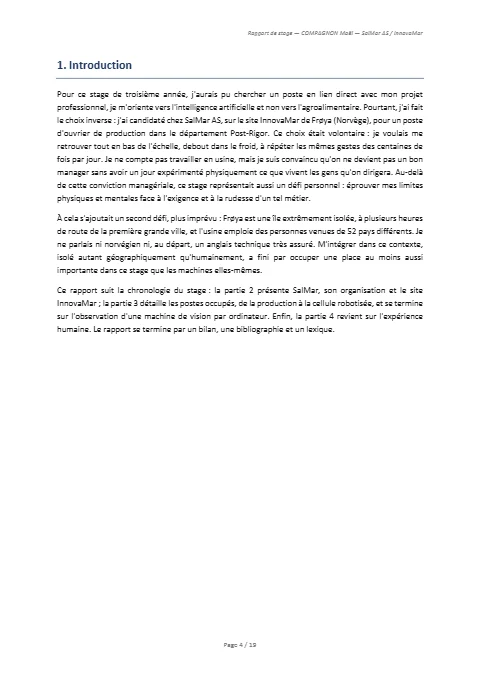 Rapport de stage — COMPAGNON Maël — SalMar AS / InnovaMar
1. Introduction
Pour ce stage de troisième année, j'aurais pu chercher un poste en lien direct avec mon projet
professionnel, je m'oriente vers l'intelligence artificielle et non vers l'agroalimentaire. Pourtant, j'ai fait
le choix inverse : j'ai candidaté chez SalMar AS, sur le site InnovaMar de Frøya (Norvège), pour un poste
d'ouvrier de production dans le département Post-Rigor. Ce choix était volontaire : je voulais me
retrouver tout en bas de l'échelle, debout dans le froid, à répéter les mêmes gestes des centaines de
fois par jour. Je ne compte pas travailler en usine, mais je suis convaincu qu'on ne devient pas un bon
manager sans avoir un jour expérimenté physiquement ce que vivent les gens qu'on dirigera. Au-delà
de cette conviction managériale, ce stage représentait aussi un défi personnel : éprouver mes limites
physiques et mentales face à l'exigence et à la rudesse d'un tel métier.
À cela s'ajoutait un second défi, plus imprévu : Frøya est une île extrêmement isolée, à plusieurs heures
de route de la première grande ville, et l'usine emploie des personnes venues de 52 pays différents. Je
ne parlais ni norvégien ni, au départ, un anglais technique très assuré. M'intégrer dans ce contexte,
isolé autant géographiquement qu'humainement, a fini par occuper une place au moins aussi
importante dans ce stage que les machines elles-mêmes.
Ce rapport suit la chronologie du stage : la partie 2 présente SalMar, son organisation et le site
InnovaMar ; la partie 3 détaille les postes occupés, de la production à la cellule robotisée, et se termine
sur l'observation d'une machine de vision par ordinateur. Enfin, la partie 4 revient sur l'expérience
humaine. Le rapport se termine par un bilan, une bibliographie et un lexique.
Page 4 / 19